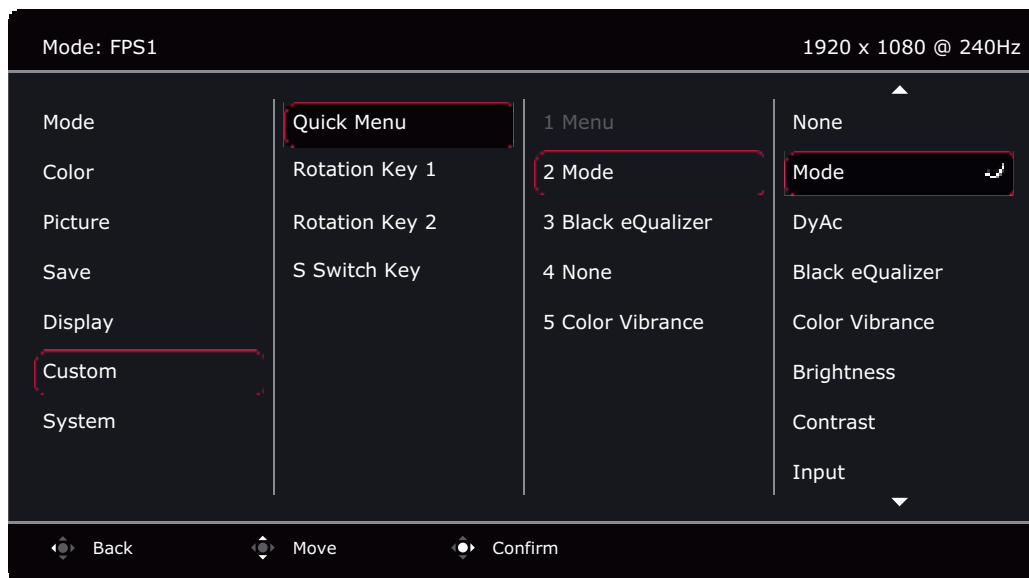 Mode: FPS1
1920 x 1080 @ 240Hz
Mode
Color
Picture
Save
Display
Custom
System
Quick Menu
Rotation Key 1
Rotation Key 2
S Switch Key
1 Menu
2 Mode
3 Black eQualizer
4 None
5 Color Vibrance
None
Mode
DyAc
Black eQualizer
Color Vibrance
Brightness
Contrast
Input
Back
Move
Confirm